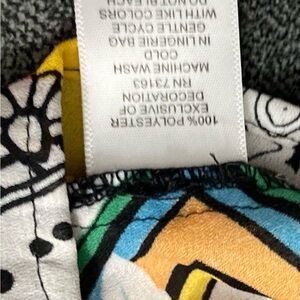 100% POLYESTER
EXCLUSIVE OF
DECORATION
RN 73163
MACHINE WASH
COLD
IN LINGERIE BAG
GENTLE CYCLE
WITH LIKE COLORS
DO NOT BLEACH